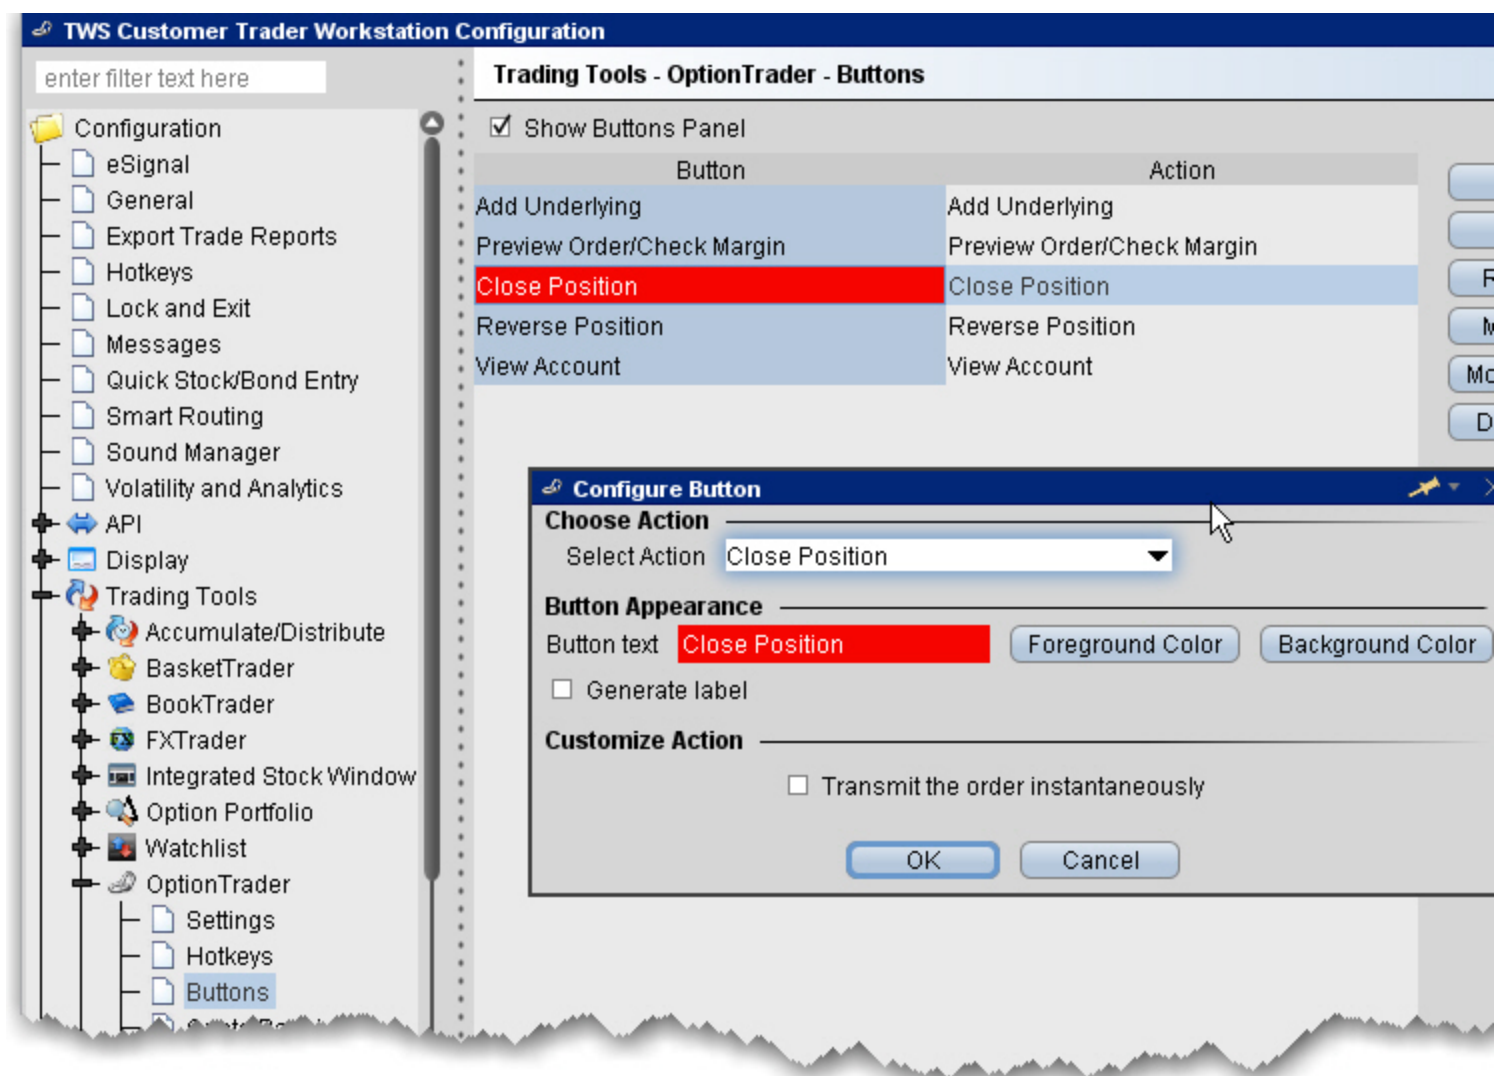 TWS Customer Trader Workstation Configuration
enter filter text here
Configuration
eSignal
General
Export Trade Reports
Hotkeys
Lock and Exit
Messages
Quick Stock/Bond Entry
Smart Routing
Sound Manager
Volatility and Analytics
API
Display
Trading Tools
Accumulate/Distribute
BasketTrader
BookTrader
FXTrader
Integrated Stock Window
Option Portfolio
Watchlist
OptionTrader
Settings
Hotkeys
Buttons
Trading Tools - OptionTrader - Buttons
Show Buttons Panel
Button Action
Add Underlying Add Underlying
Preview Order/Check Margin Preview Order/Check Margin
Close Position Close Position
Reverse Position Reverse Position
View Account View Account
Configure Button
Choose Action
Select Action Close Position
Button Appearance
Button text Close Position Foreground Color Background Color
Generate label
Customize Action
Transmit the order instantaneously
OK Cancel